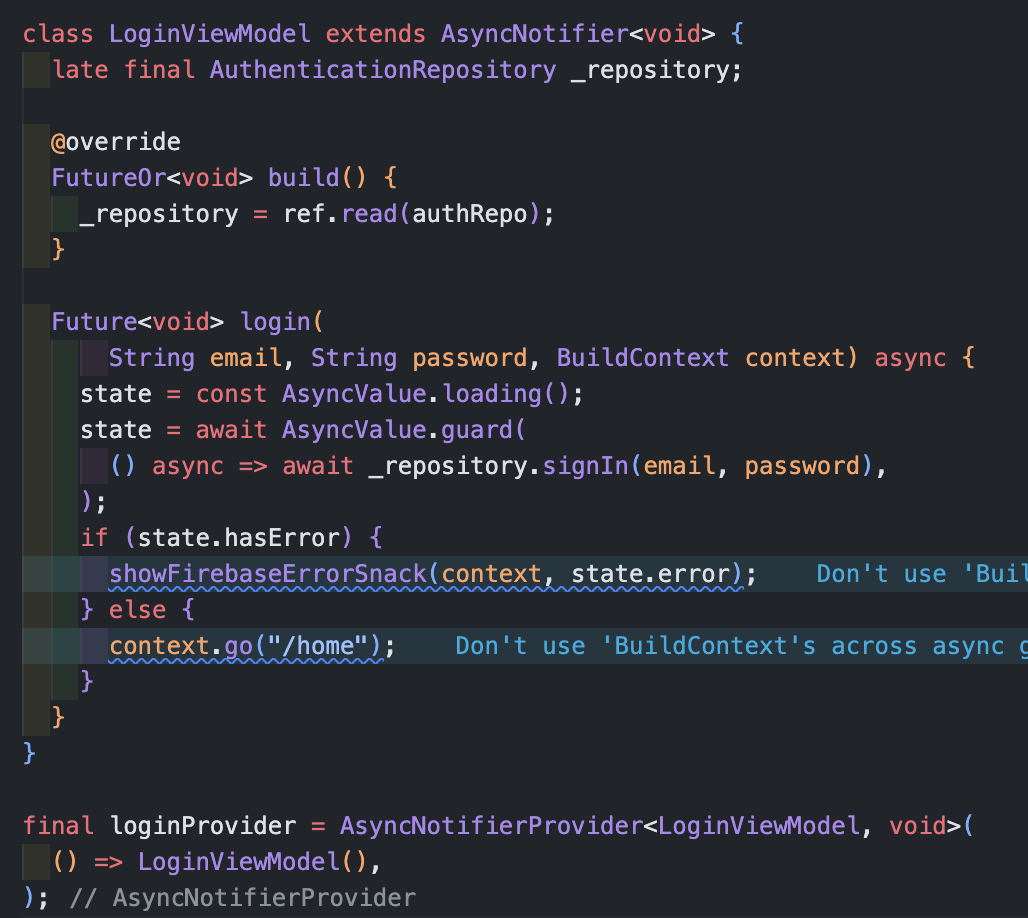 class LoginViewModel extends AsyncNotifier<void> {
  late final AuthenticationRepository _repository;

  @override
  FutureOr<void> build() {
    _repository = ref.read(authRepo);
  }

  Future<void> login(
      String email, String password, BuildContext context) async {
    state = const AsyncValue.loading();
    state = await AsyncValue.guard(
      () async => await _repository.signIn(email, password),
    );
    if (state.hasError) {
      showFirebaseErrorSnack(context, state.error);    Don't use 'Buil
    } else {
      context.go("/home");    Don't use 'BuildContext's across async g
    }
  }
}

final loginProvider = AsyncNotifierProvider<LoginViewModel, void>(
  () => LoginViewModel(),
); // AsyncNotifierProvider